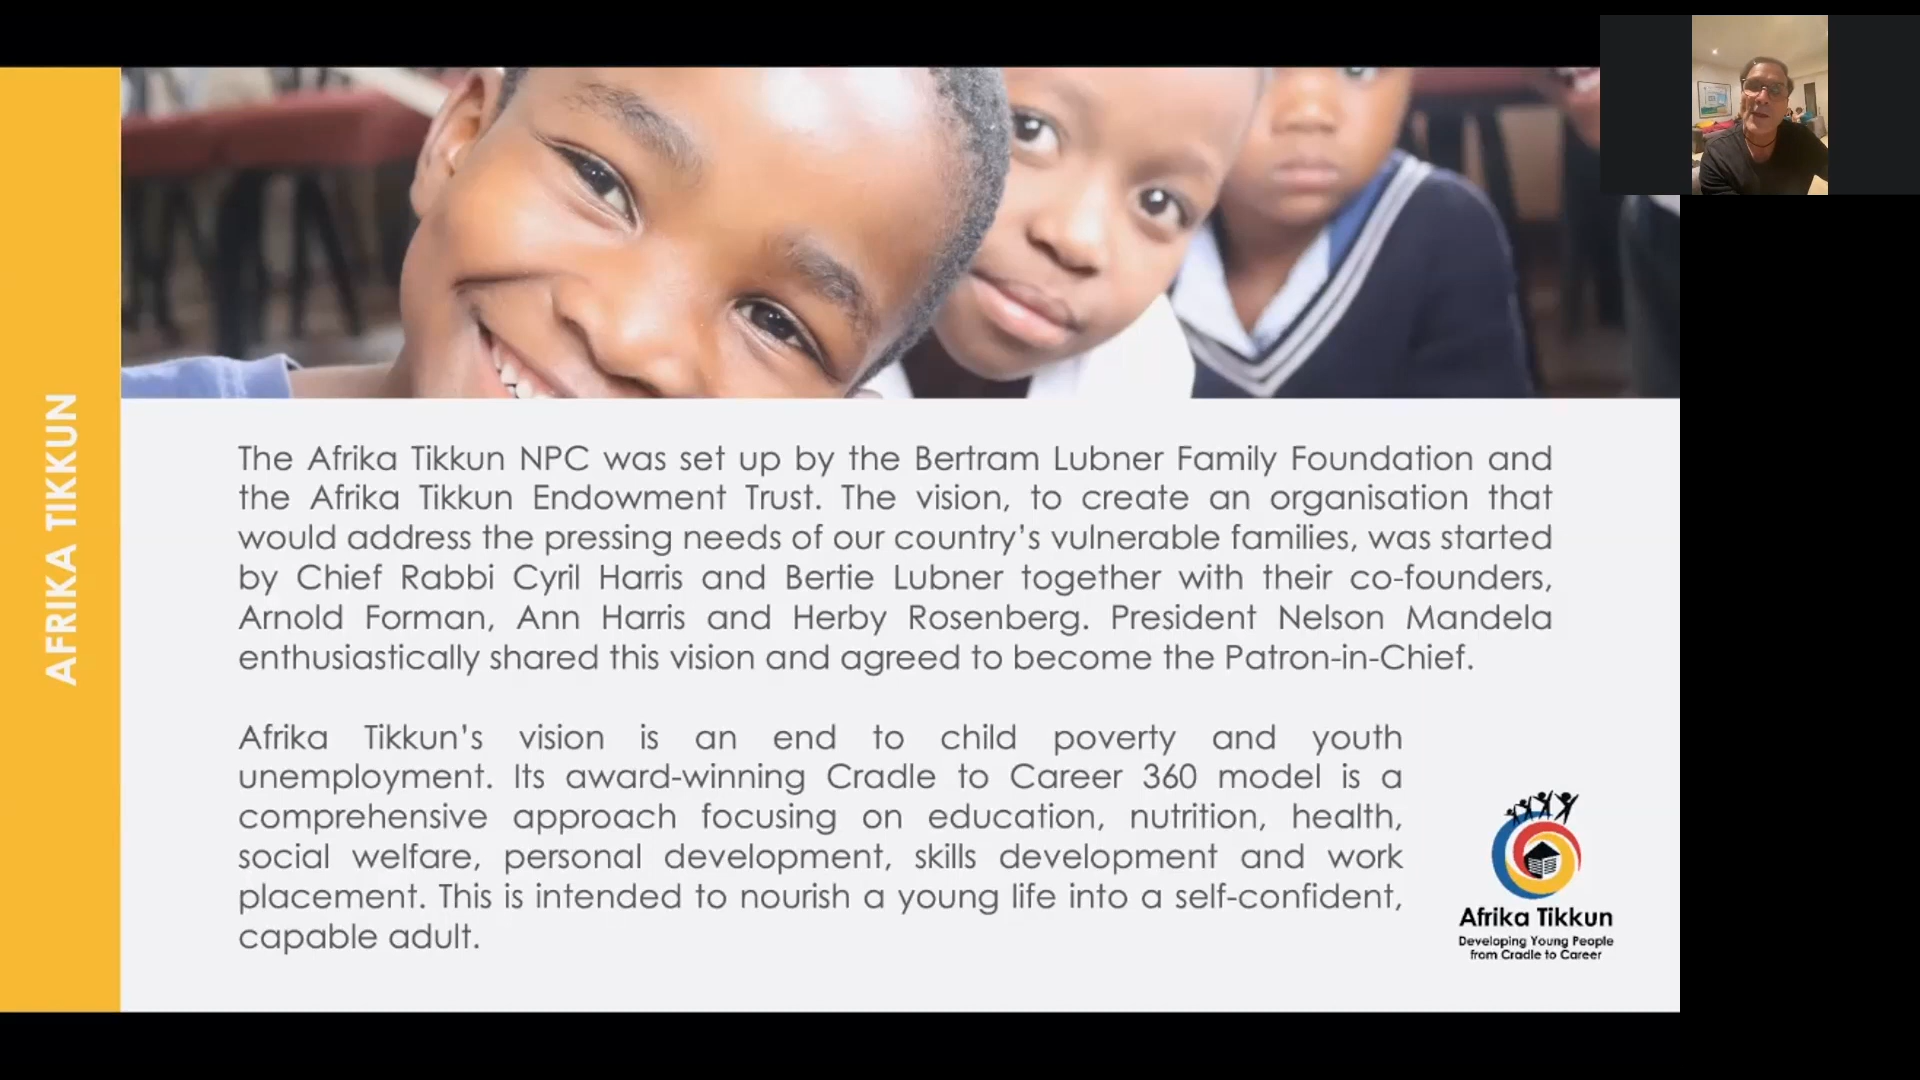 AFRIKA TIKKUN
The Afrika Tikkun NPC was set up by the Bertram Lubner Family Foundation and
the Afrika Tikkun Endowment Trust. The vision, to create an organisation that
would address the pressing needs of our country's vulnerable families, was started
by Chief Rabbi Cyril Harris and Bertie Lubner together with their co-founders,
Arnold Forman, Ann Harris and Herby Rosenberg. President Nelson Mandela
enthusiastically shared this vision and agreed to become the Patron-in-Chief.
Afrika Tikkun's vision is an end to child poverty and youth
unemployment. Its award-winning Cradle to Career 360 model is a
comprehensive approach focusing on education, nutrition, health,
social welfare, personal development, skills development and work
placement. This is intended to nourish a young life into a self-confident,
capable adult.
Afrika Tikkun
Developing Young People
from Cradle to Career